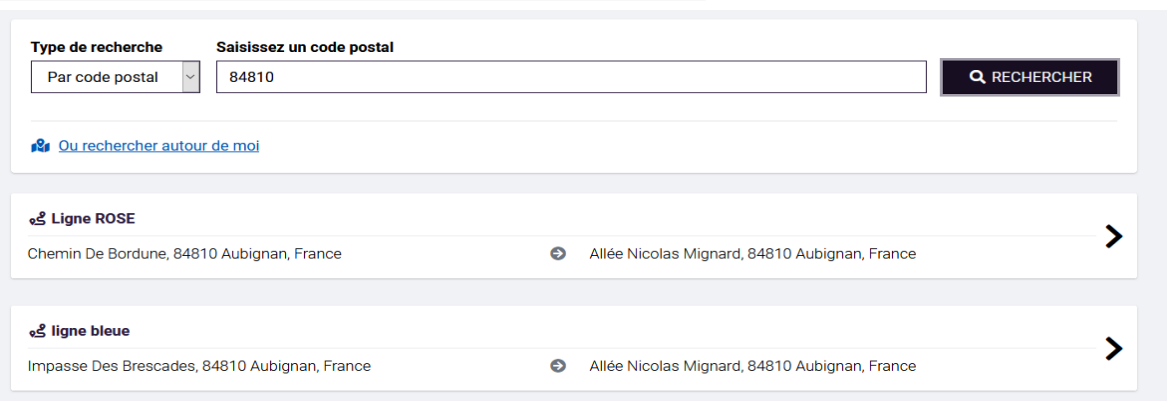 Type de recherche Saisissez un code postal
Par code postal 84810 RECHERCHER
Ou rechercher autour de moi
Ligne ROSE
Chemin De Bordune, 84810 Aubignan, France Allée Nicolas Mignard, 84810 Aubignan, France
ligne bleue
Impasse Des Brescades, 84810 Aubignan, France Allée Nicolas Mignard, 84810 Aubignan, France